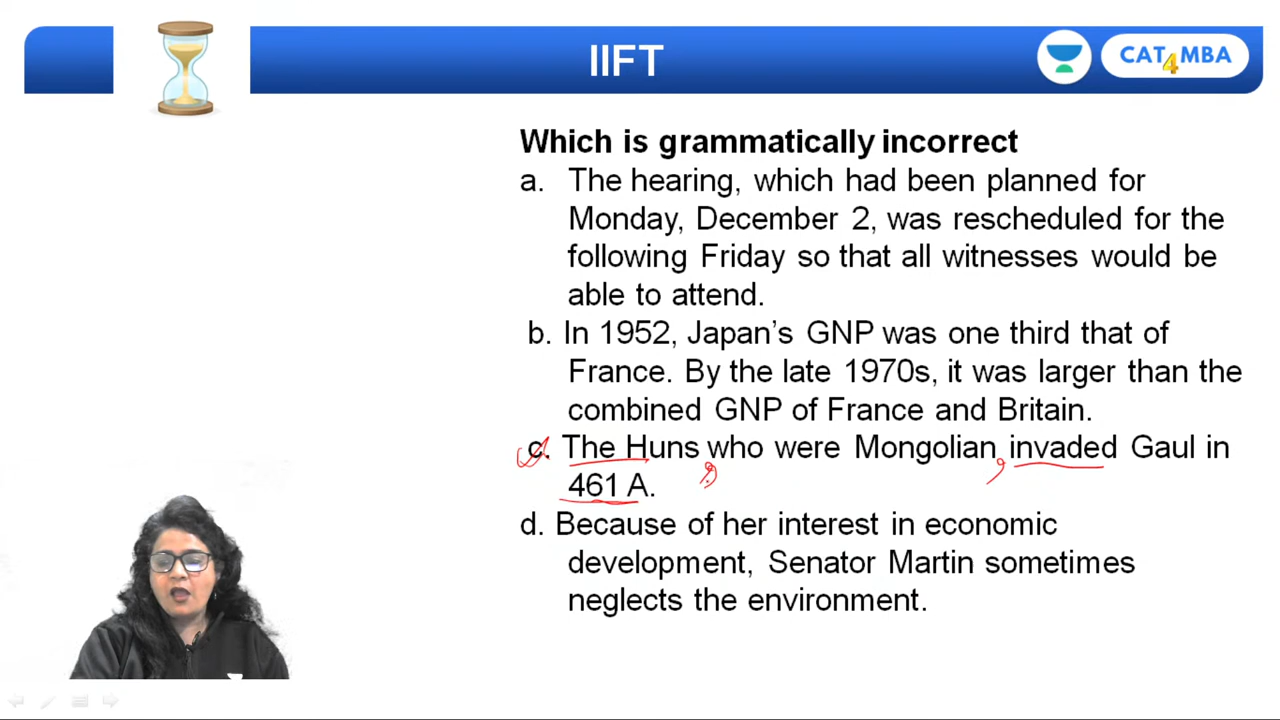 IIFT
CAT4MBA
Which is grammatically incorrect
a. The hearing, which had been planned for
Monday, December 2, was rescheduled for the
following Friday so that all witnesses would be
able to attend.
b. In 1952, Japan's GNP was one third that of
France. By the late 1970s, it was larger than the
combined GNP of France and Britain.
c. The Huns who were Mongolian, invaded Gaul in
461 A.
d. Because of her interest in economic
development, Senator Martin sometimes
neglects the environment.